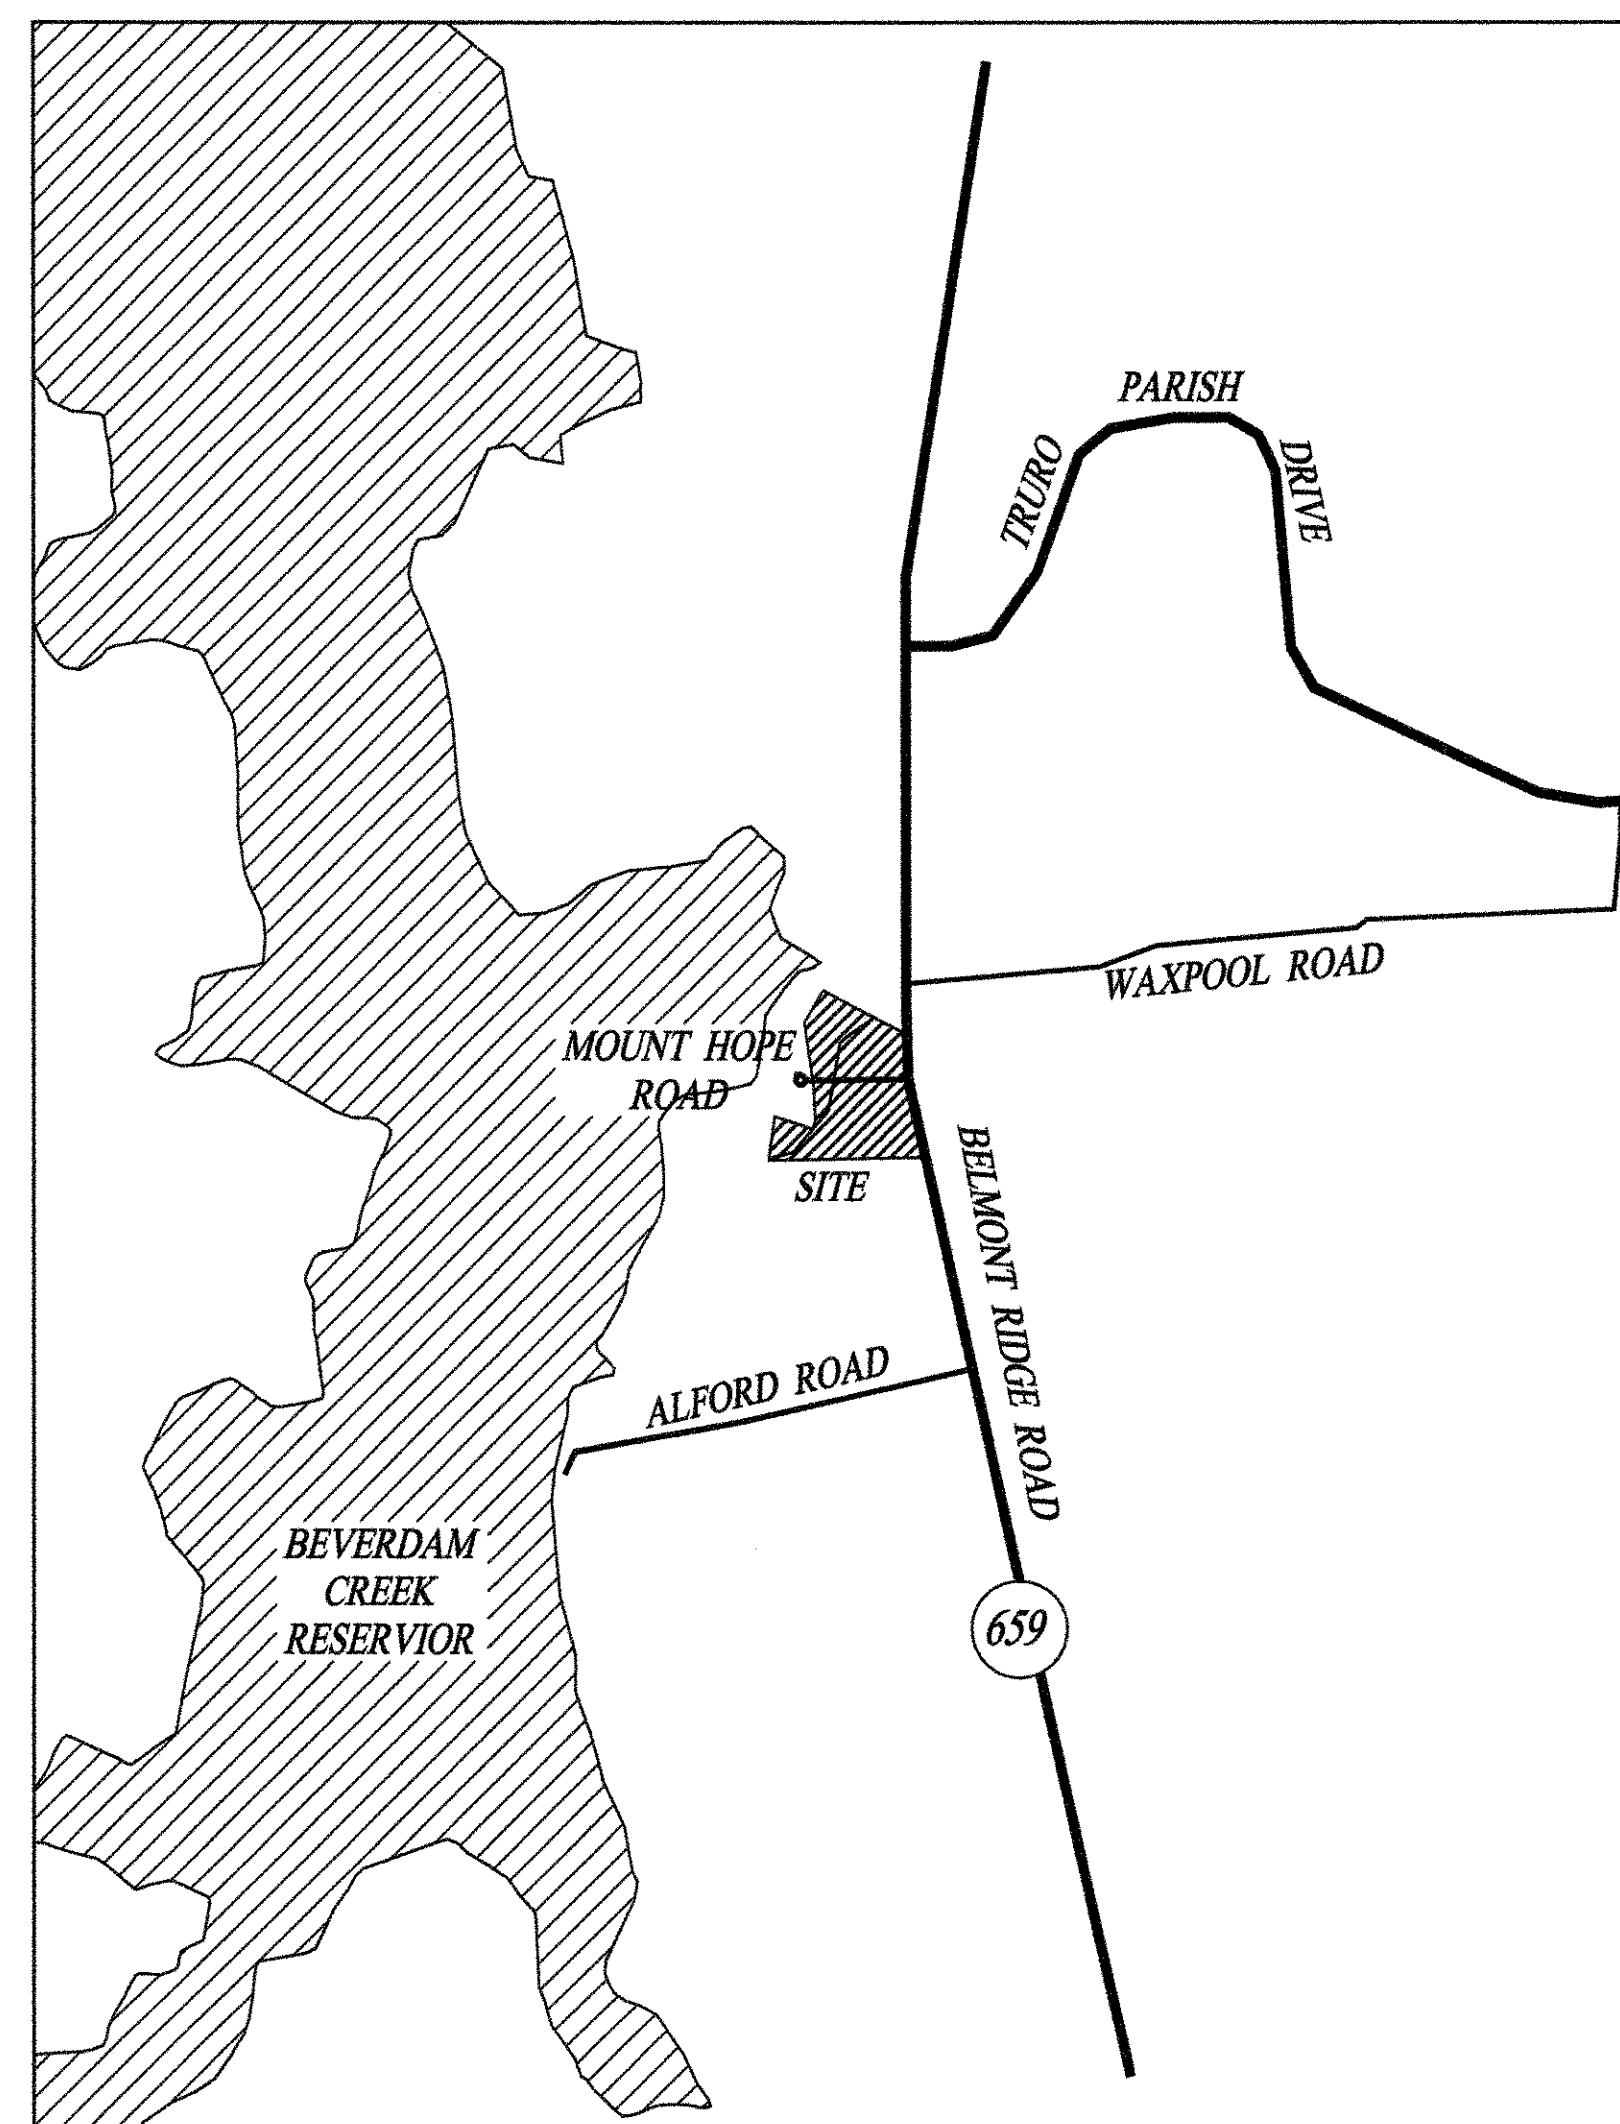 PARISH
TRURO
DRIVE
WAXPOOL ROAD
MOUNT HOPE
ROAD
SITE
BELMONT RIDGE ROAD
ALFORD ROAD
BEVERDAM
CREEK
RESERVIOR
659